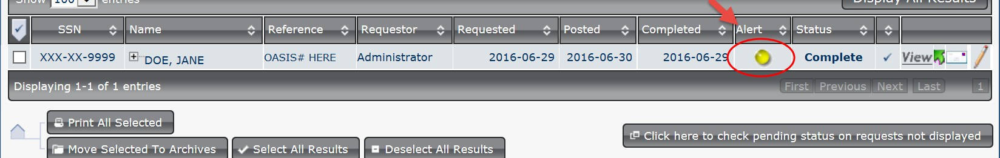 Show 100 entries Display All Results
SSN Name Reference Requestor Requested Posted Completed Alert Status
XXX-XX-9999 DOE, JANE OASIS# HERE Administrator 2016-06-29 2016-06-30 2016-06-29 Complete View
Displaying 1-1 of 1 entries First Previous Next Last 1
Print All Selected
Click here to check pending status on requests not displayed
Move Selected To Archives Select All Results Deselect All Results